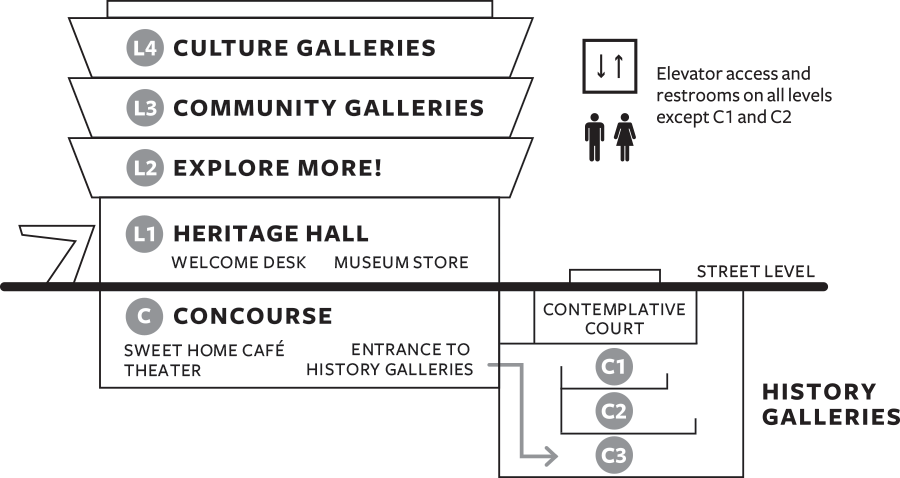 L4 CULTURE GALLERIES
L3 COMMUNITY GALLERIES
L2 EXPLORE MORE!
L1 HERITAGE HALL
WELCOME DESK MUSEUM STORE
Elevator access and
restrooms on all levels
except C1 and C2
STREET LEVEL
C CONCOURSE
SWEET HOME CAFÉ
THEATER
ENTRANCE TO
HISTORY GALLERIES
CONTEMPLATIVE
COURT
C1
C2
C3
HISTORY
GALLERIES